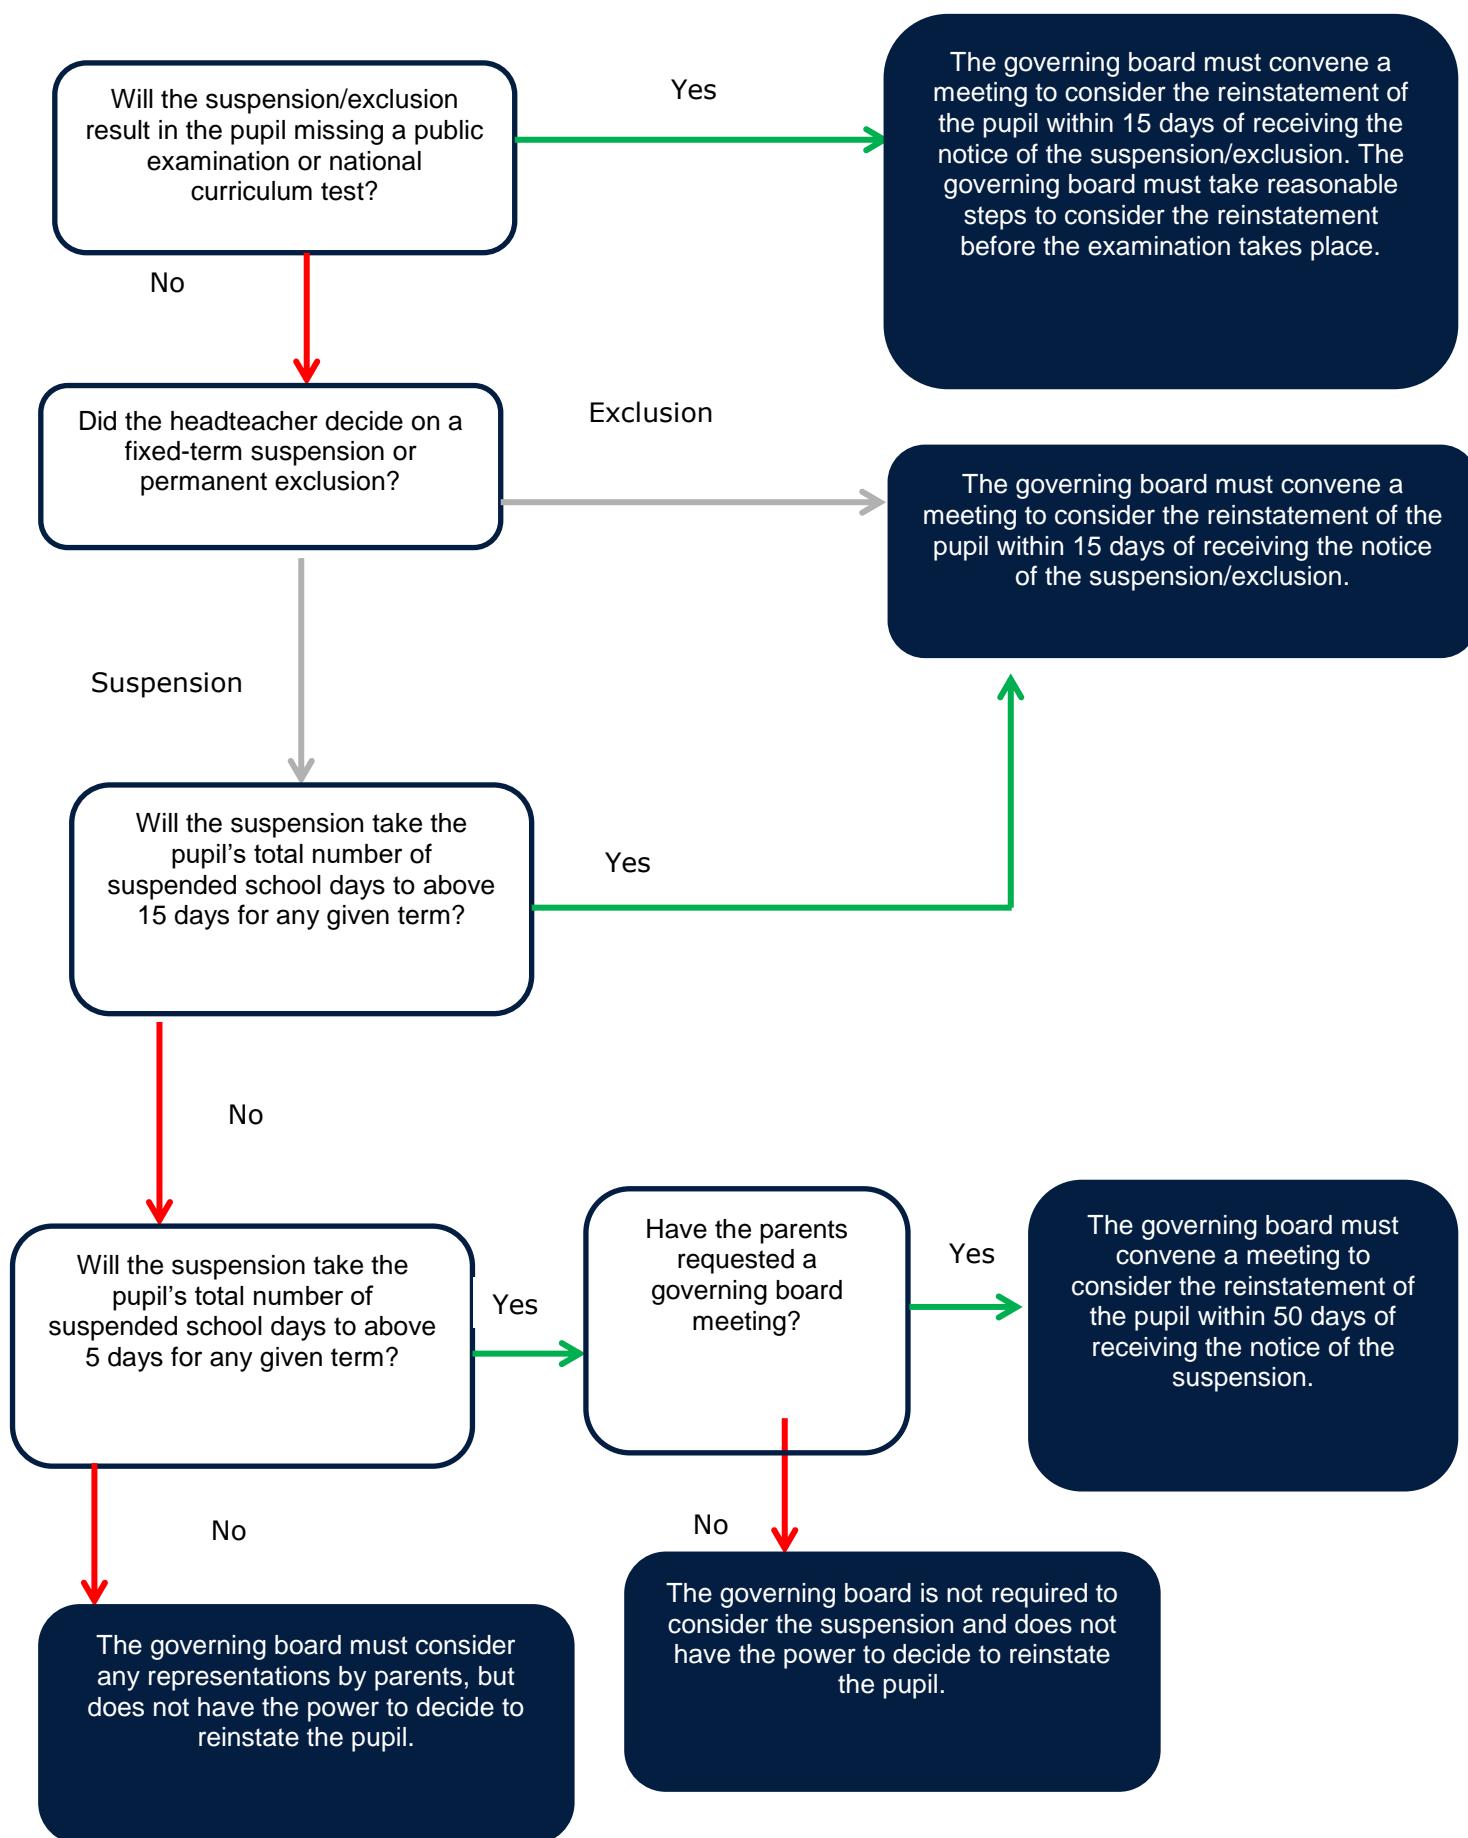 Will the suspension/exclusion
result in the pupil missing a public
examination or national
curriculum test?
Yes
The governing board must convene a
meeting to consider the reinstatement of
the pupil within 15 days of receiving the
notice of the suspension/exclusion. The
governing board must take reasonable
steps to consider the reinstatement
before the examination takes place.
No
Did the headteacher decide on a
fixed-term suspension or
permanent exclusion?
Exclusion
The governing board must convene a
meeting to consider the reinstatement of the
pupil within 15 days of receiving the notice
of the suspension/exclusion.
Suspension
Will the suspension take the
pupil’s total number of
suspended school days to above
15 days for any given term?
Yes
No
Will the suspension take the
pupil’s total number of
suspended school days to above
5 days for any given term?
Yes
Have the parents
requested a
governing board
meeting?
Yes
The governing board must
convene a meeting to
consider the reinstatement of
the pupil within 50 days of
receiving the notice of the
suspension.
No
No
The governing board must consider
any representations by parents, but
does not have the power to decide to
reinstate the pupil.
The governing board is not required to
consider the suspension and does not
have the power to decide to reinstate
the pupil.